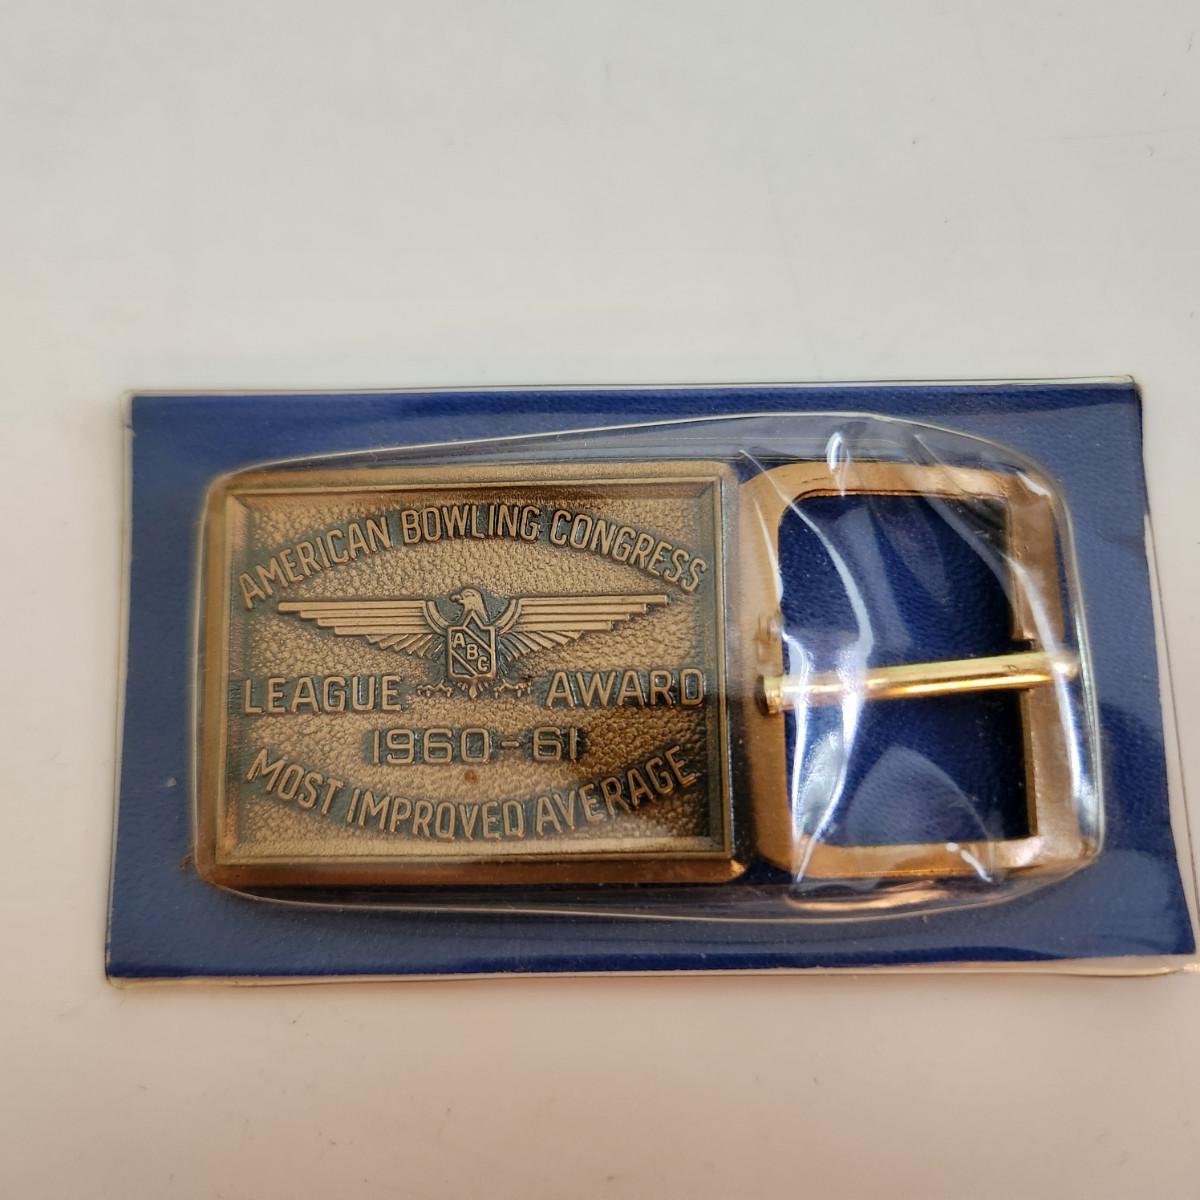 AMERICAN BOWLING CONGRESS
ABC
LEAGUE AWARD
1960-61
MOST IMPROVED AVERAGE